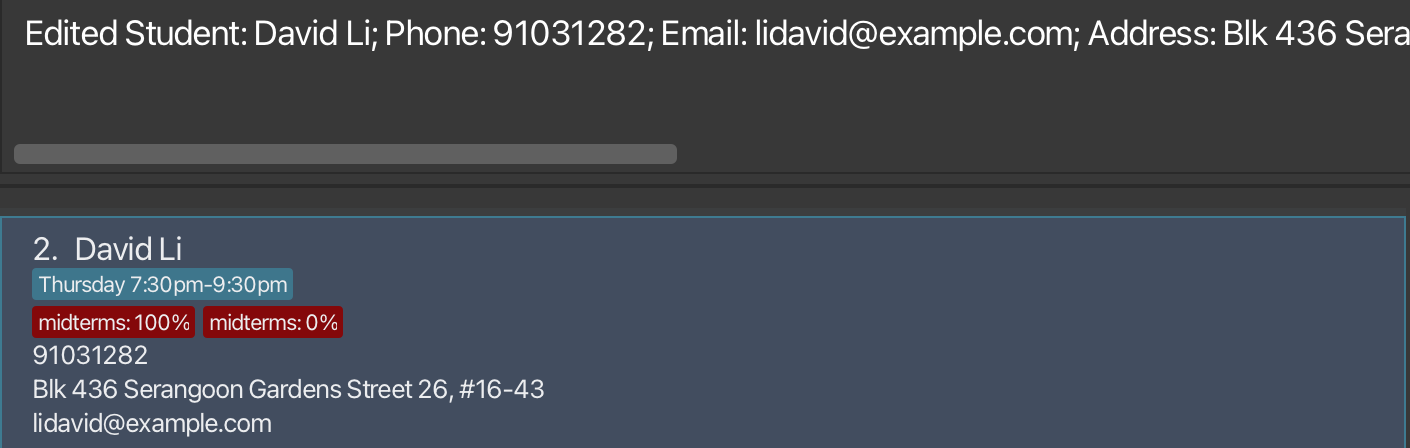 Edited Student: David Li; Phone: 91031282; Email: lidavid@example.com; Address: Blk 436 Sera
2. David Li
Thursday 7:30pm-9:30pm
midterms: 100% midterms: 0%
91031282
Blk 436 Serangoon Gardens Street 26, #16-43
lidavid@example.com